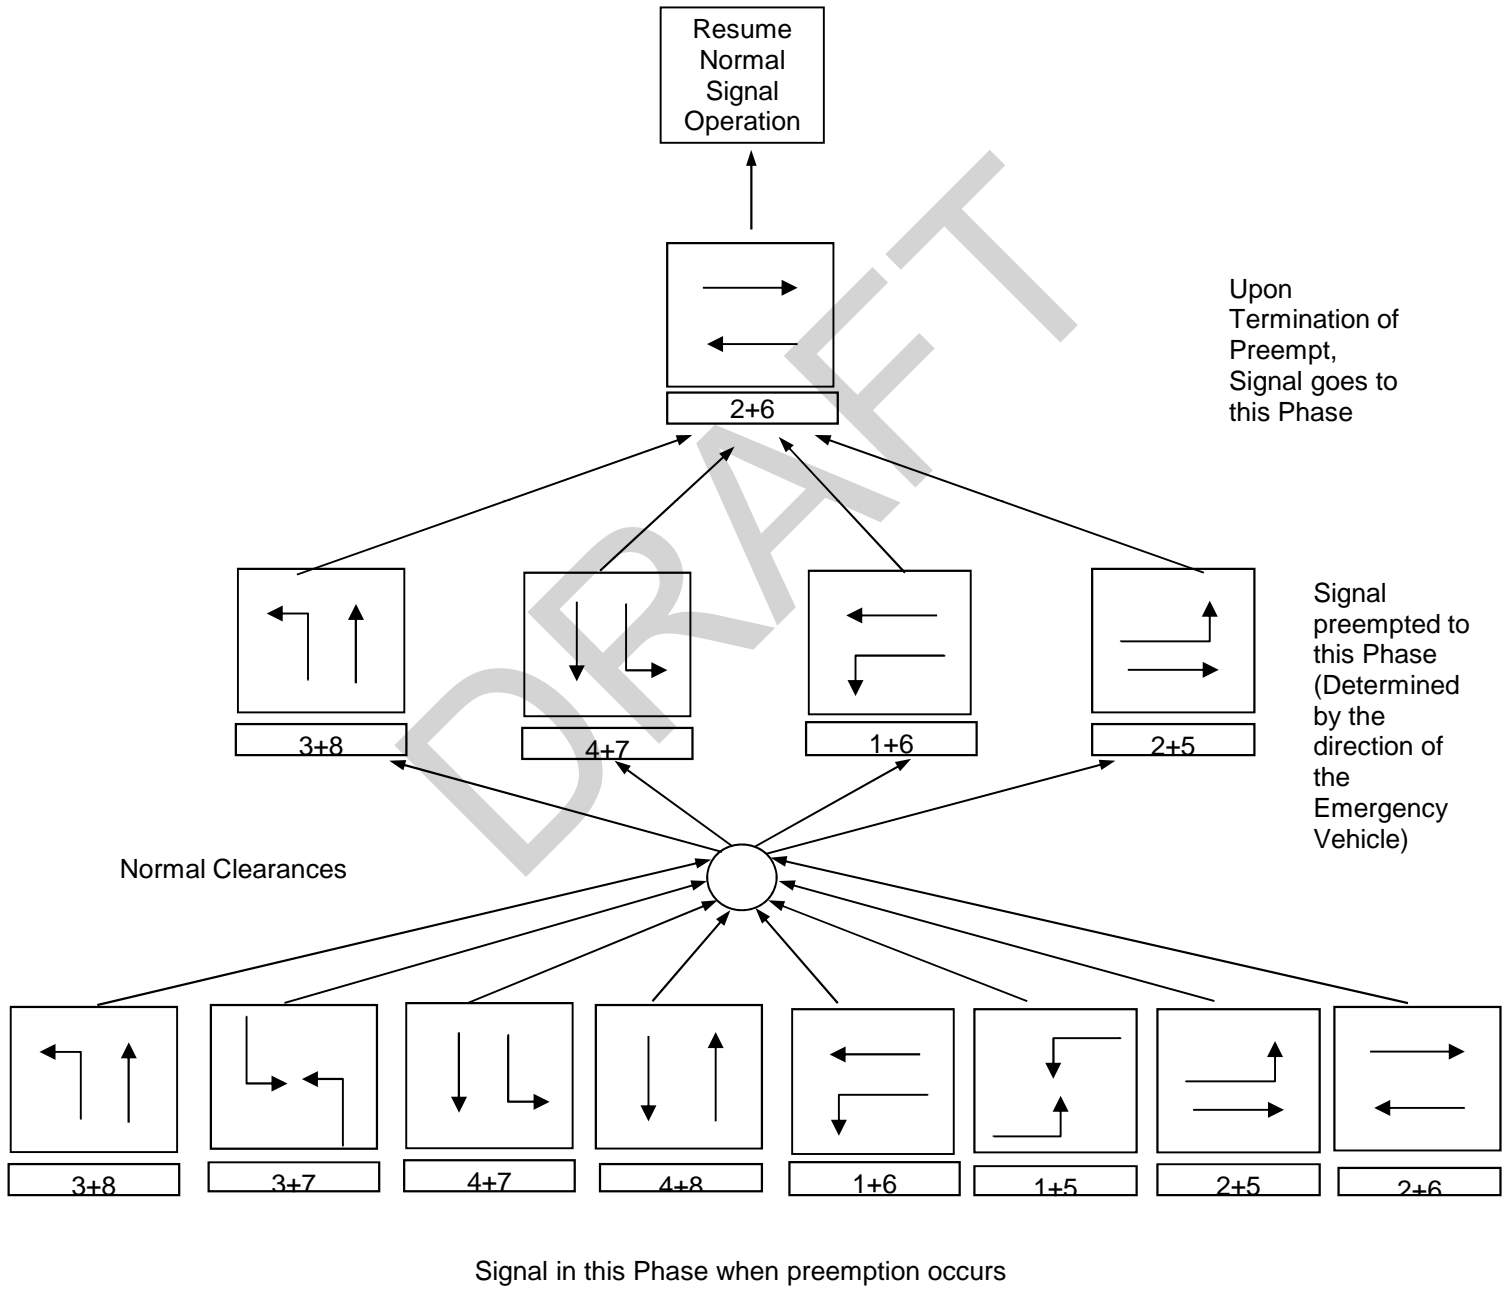 Resume
Normal
Signal
Operation
Upon
Termination of
Preempt,
Signal goes to
this Phase
2+6
DRAFT
Signal
preempted to
this Phase
(Determined
by the
direction of
the
Emergency
Vehicle)
3+8
4+7
1+6
2+5
Normal Clearances
3+8
3+7
4+7
4+8
1+6
1+5
2+5
2+6
Signal in this Phase when preemption occurs